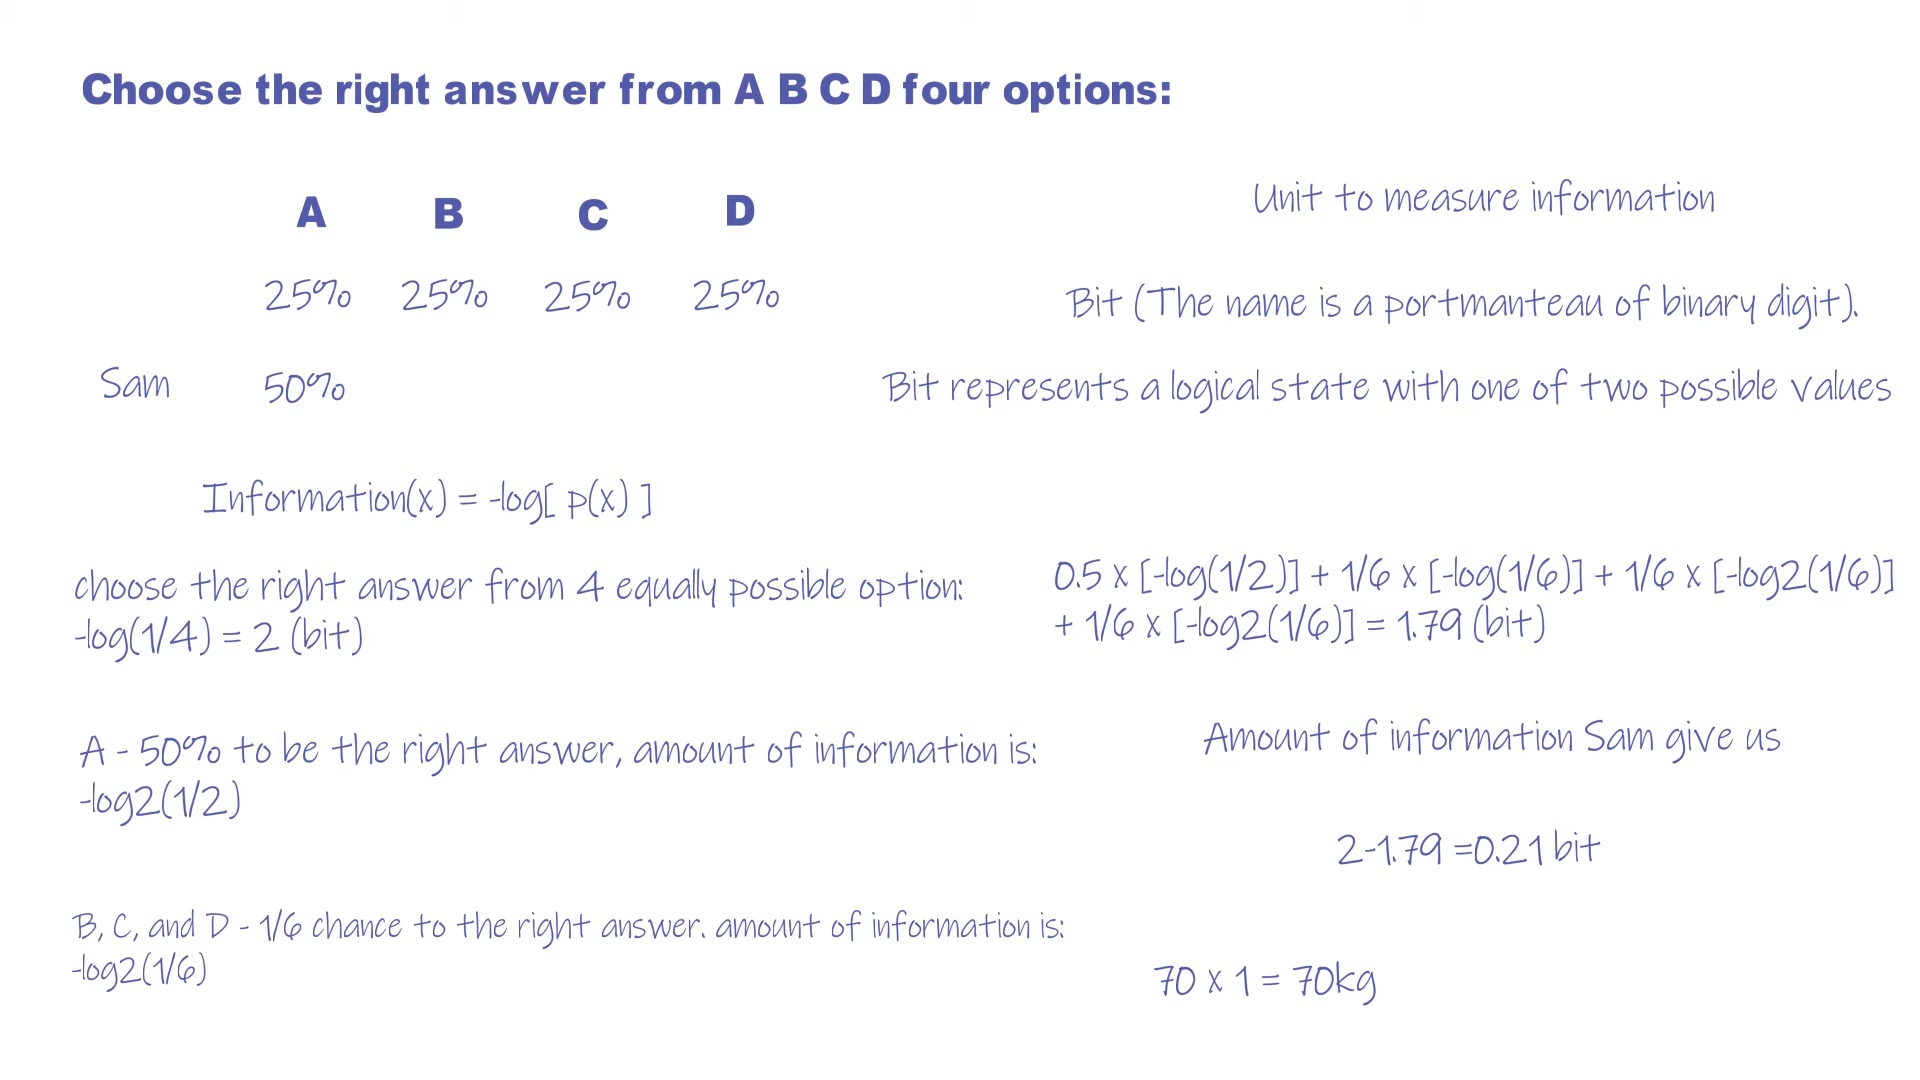 Choose the right answer from A B C D four options:
A B C D
25% 25% 25% 25%
Sam 50%
Information(x) = -log[ p(x) ]
choose the right answer from 4 equally possible option:
-log(1/4) = 2 (bit)
A - 50% to be the right answer, amount of information is:
-log2(1/2)
B, C, and D - 1/6 chance to the right answer. amount of information is:
-log2(1/6)
Unit to measure information
Bit (The name is a portmanteau of binary digit).
Bit represents a logical state with one of two possible values
0.5 x [-log(1/2)] + 1/6 x [-log(1/6)] + 1/6 x [-log2(1/6)]
+ 1/6 x [-log2(1/6)] = 1.79 (bit)
Amount of information Sam give us
2-1.79 =0.21 bit
70 x 1 = 70kg